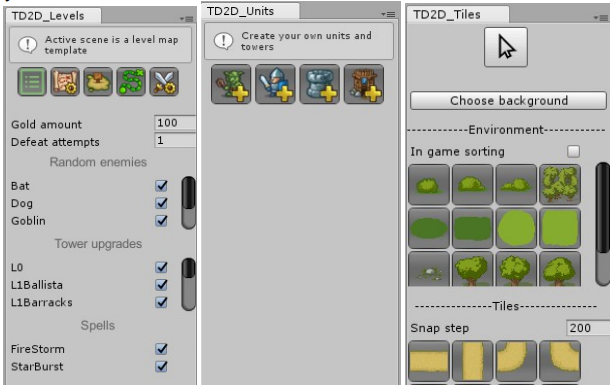 TD2D_Levels
Active scene is a level map
template
Gold amount 100
Defeat attempts 1
Random enemies
Bat
Dog
Goblin
Tower upgrades
L0
L1Ballista
L1Barracks
Spells
FireStorm
StarBurst
TD2D_Units
Create your own units and
towers
TD2D_Tiles
Choose background
------------Environment------------
In game sorting
---------------Tiles---------------
Snap step 200